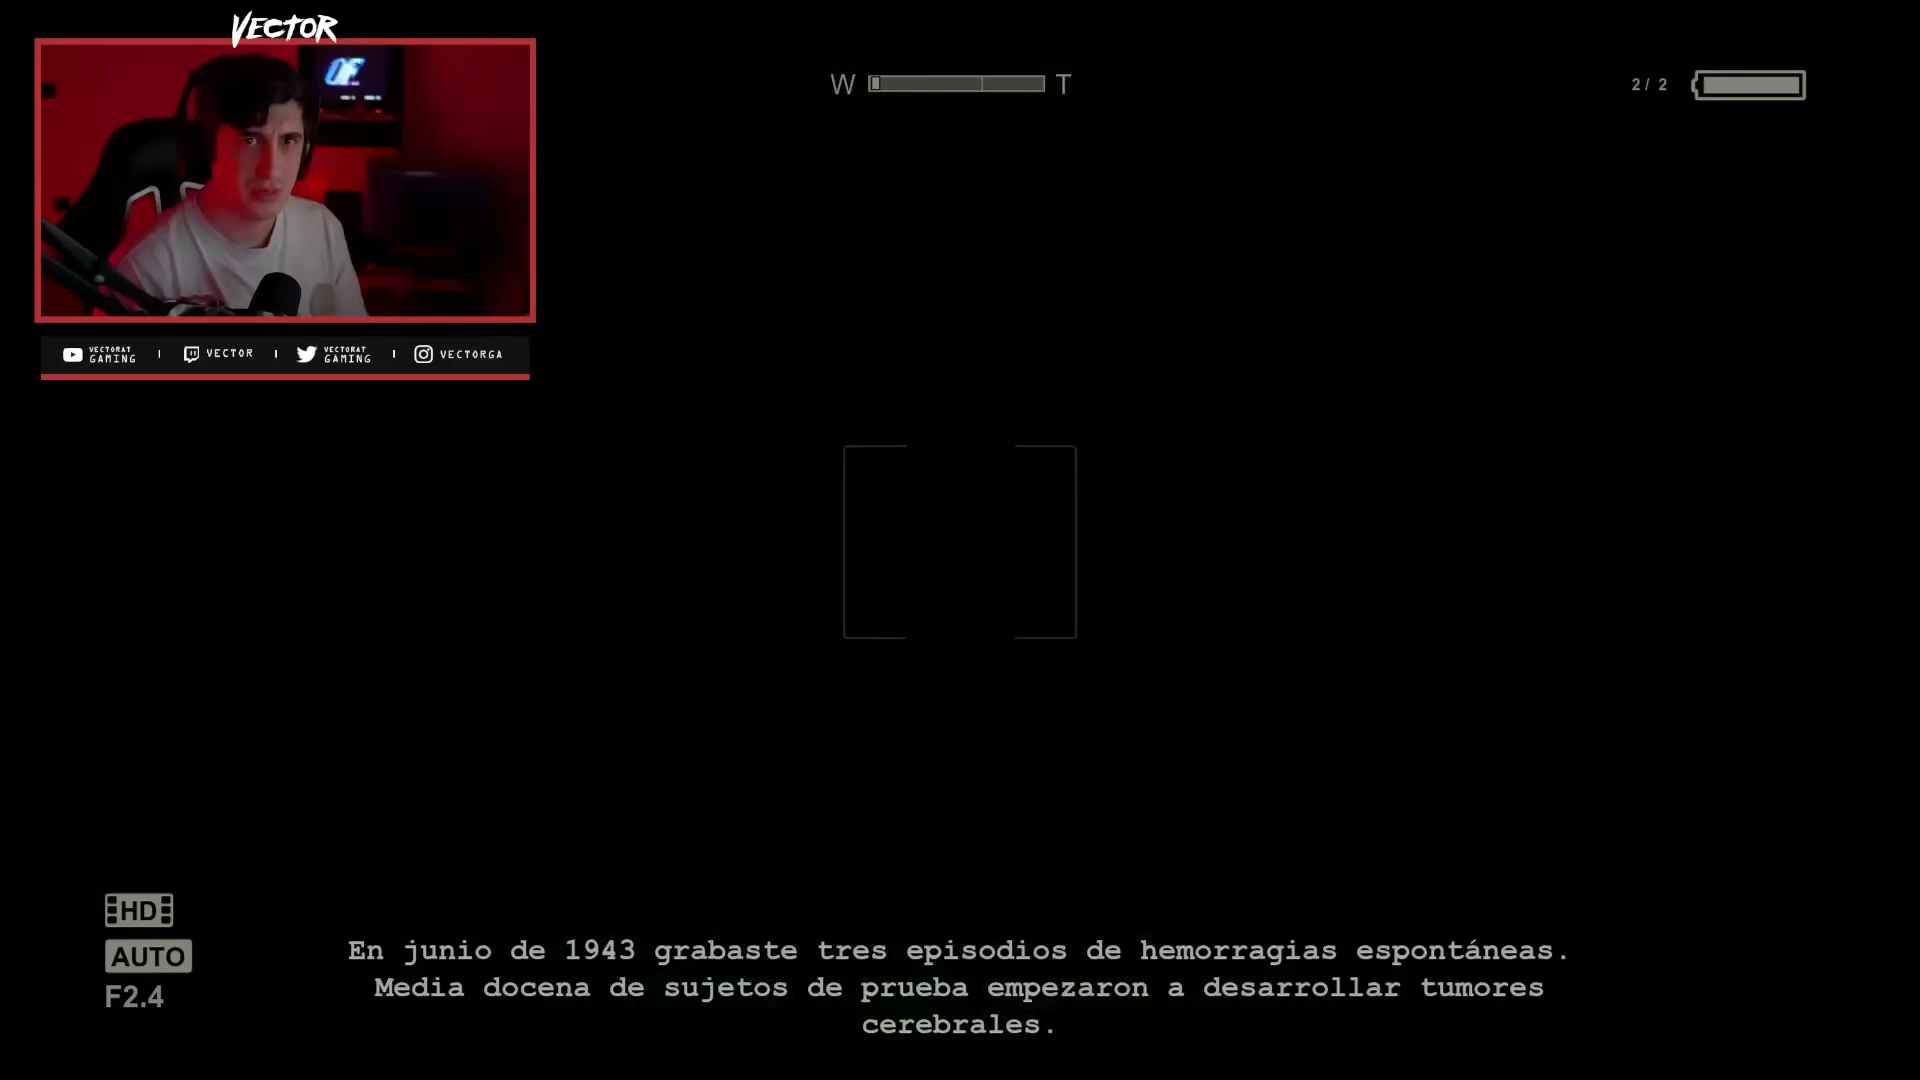 VECTOR
OF
W T
2/ 2
VECTORAT GAMING | VECTOR | VECTORAT GAMING | VECTORGA
HD
AUTO
F2.4
En junio de 1943 grabaste tres episodios de hemorragias espontáneas.
Media docena de sujetos de prueba empezaron a desarrollar tumores
cerebrales.